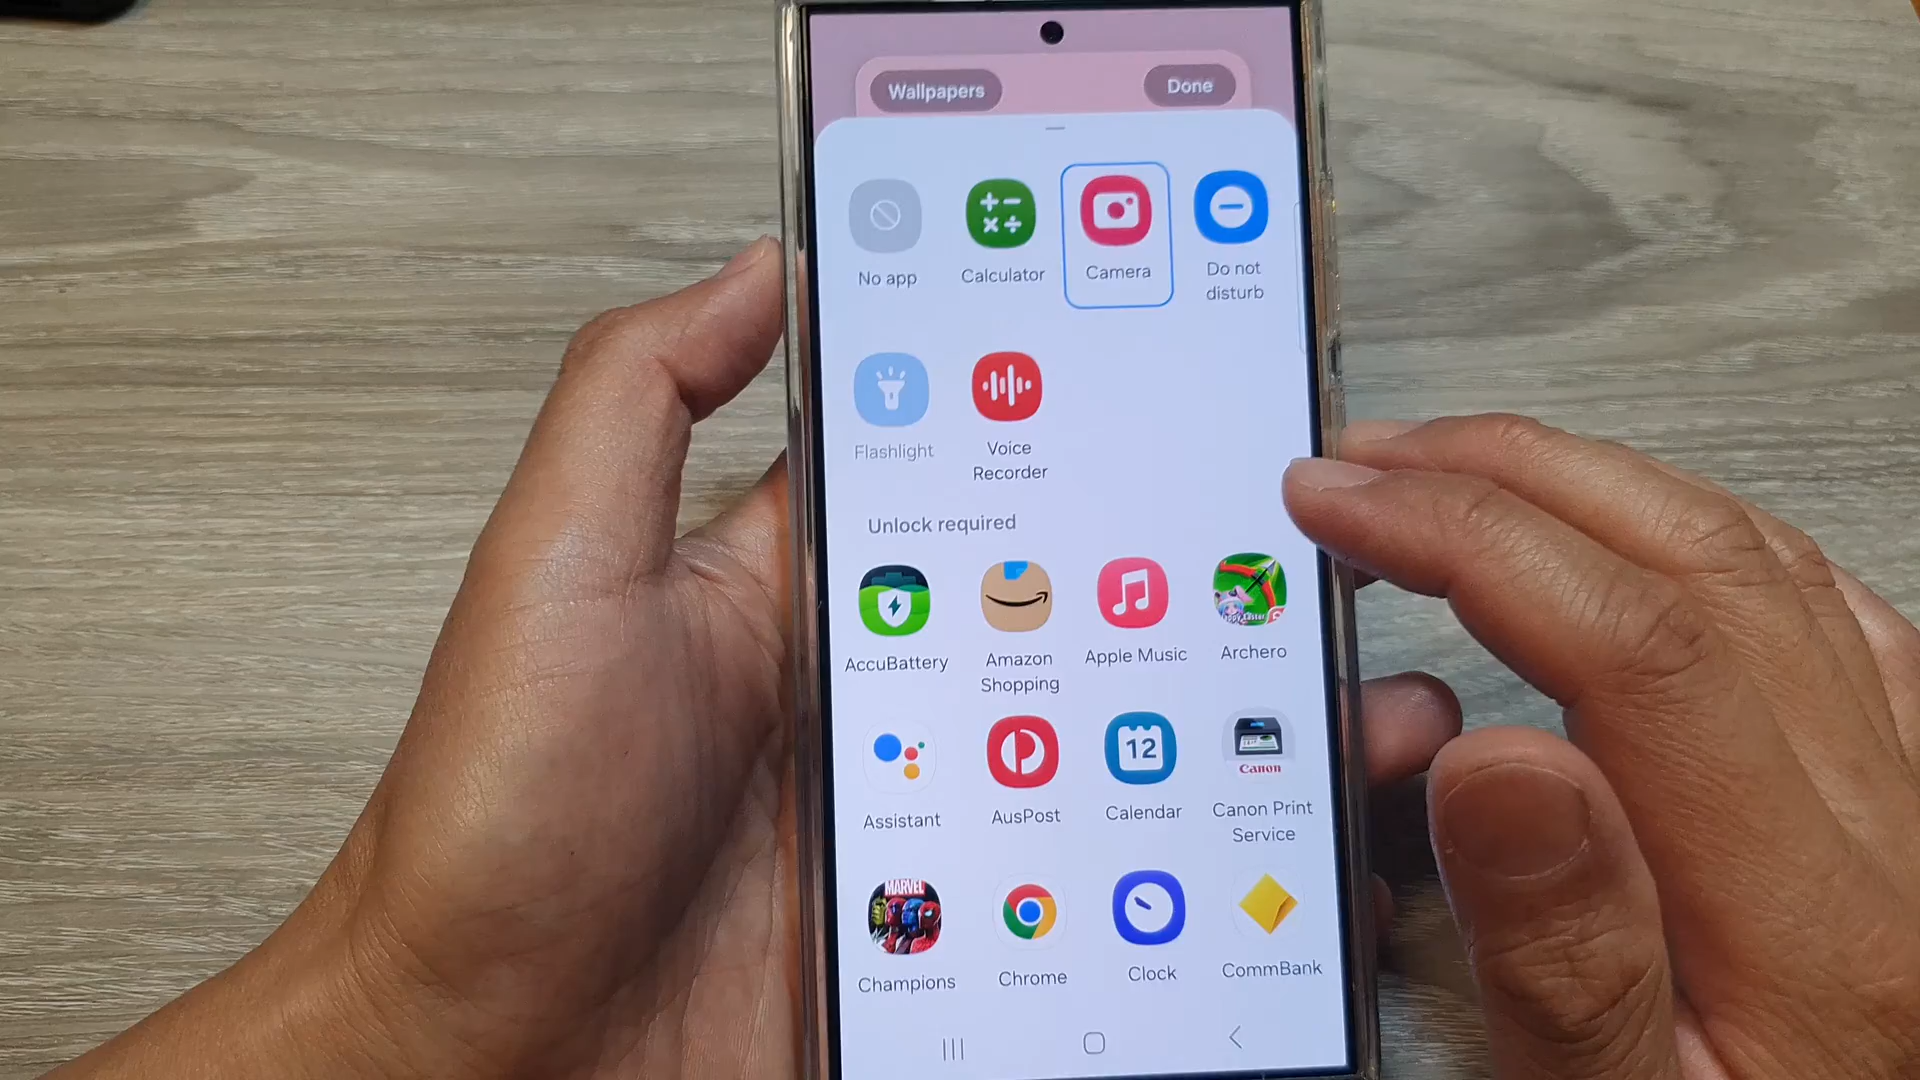 Wallpapers
Done
No app
Calculator
Camera
Do not
disturb
Flashlight
Voice
Recorder
Unlock required
AccuBattery
Amazon
Shopping
Apple Music
Archero
Assistant
AusPost
12
Calendar
Canon
Canon Print
Service
MARVEL
Champions
Chrome
Clock
CommBank